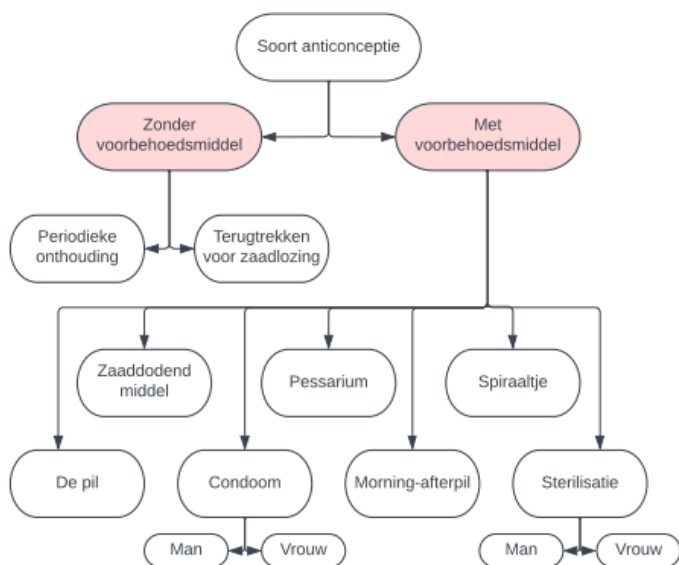 Soort anticonceptie
Zonder
voorbehoedsmiddel
Met
voorbehoedsmiddel
Periodieke
onthouding
Terugtrekken
voor zaadlozing
Zaaddodend
middel
Pessarium
Spiraaltje
De pil
Condoom
Morning-afterpil
Sterilisatie
Man
Vrouw
Man
Vrouw